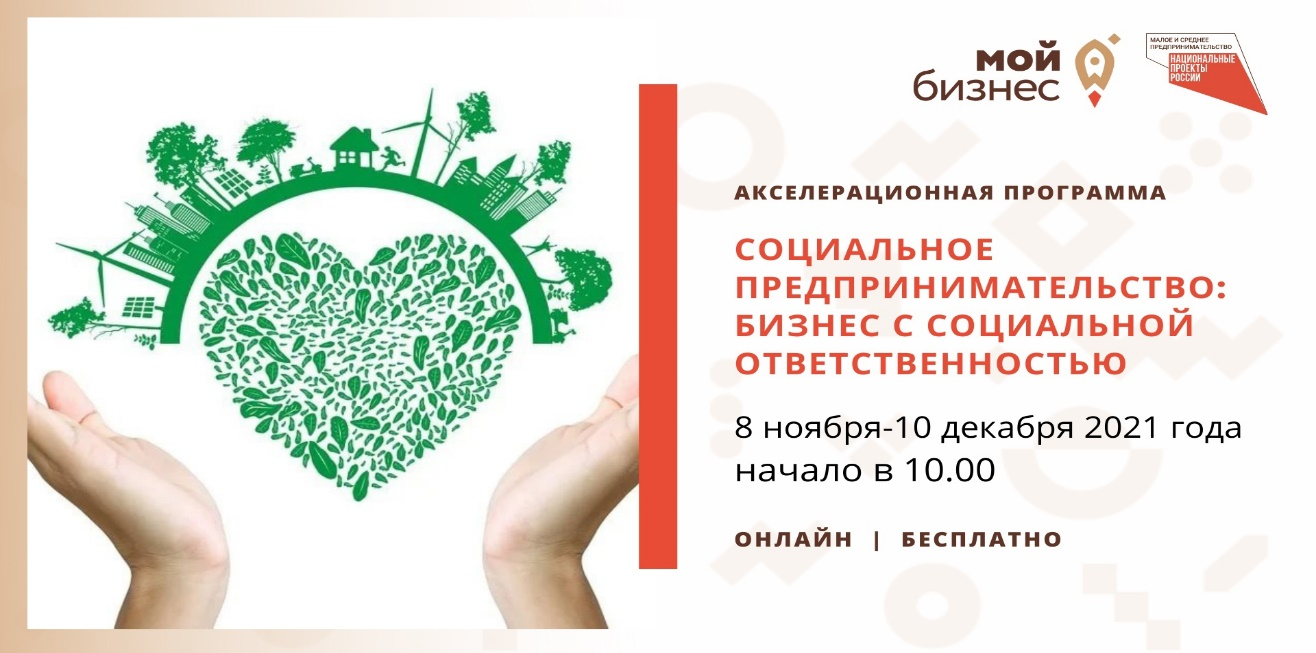 мой
бизнес
МАЛОЕ И СРЕДНЕЕ
ПРЕДПРИНИМАТЕЛЬСТВО
НАЦИОНАЛЬНЫЕ
ПРОЕКТЫ
РОССИИ
АКСЕЛЕРАЦИОННАЯ ПРОГРАММА
СОЦИАЛЬНОЕ
ПРЕДПРИНИМАТЕЛЬСТВО:
БИЗНЕС С СОЦИАЛЬНОЙ
ОТВЕТСТВЕННОСТЬЮ
8 ноября-10 декабря 2021 года
начало в 10.00
ОНЛАЙН | БЕСПЛАТНО